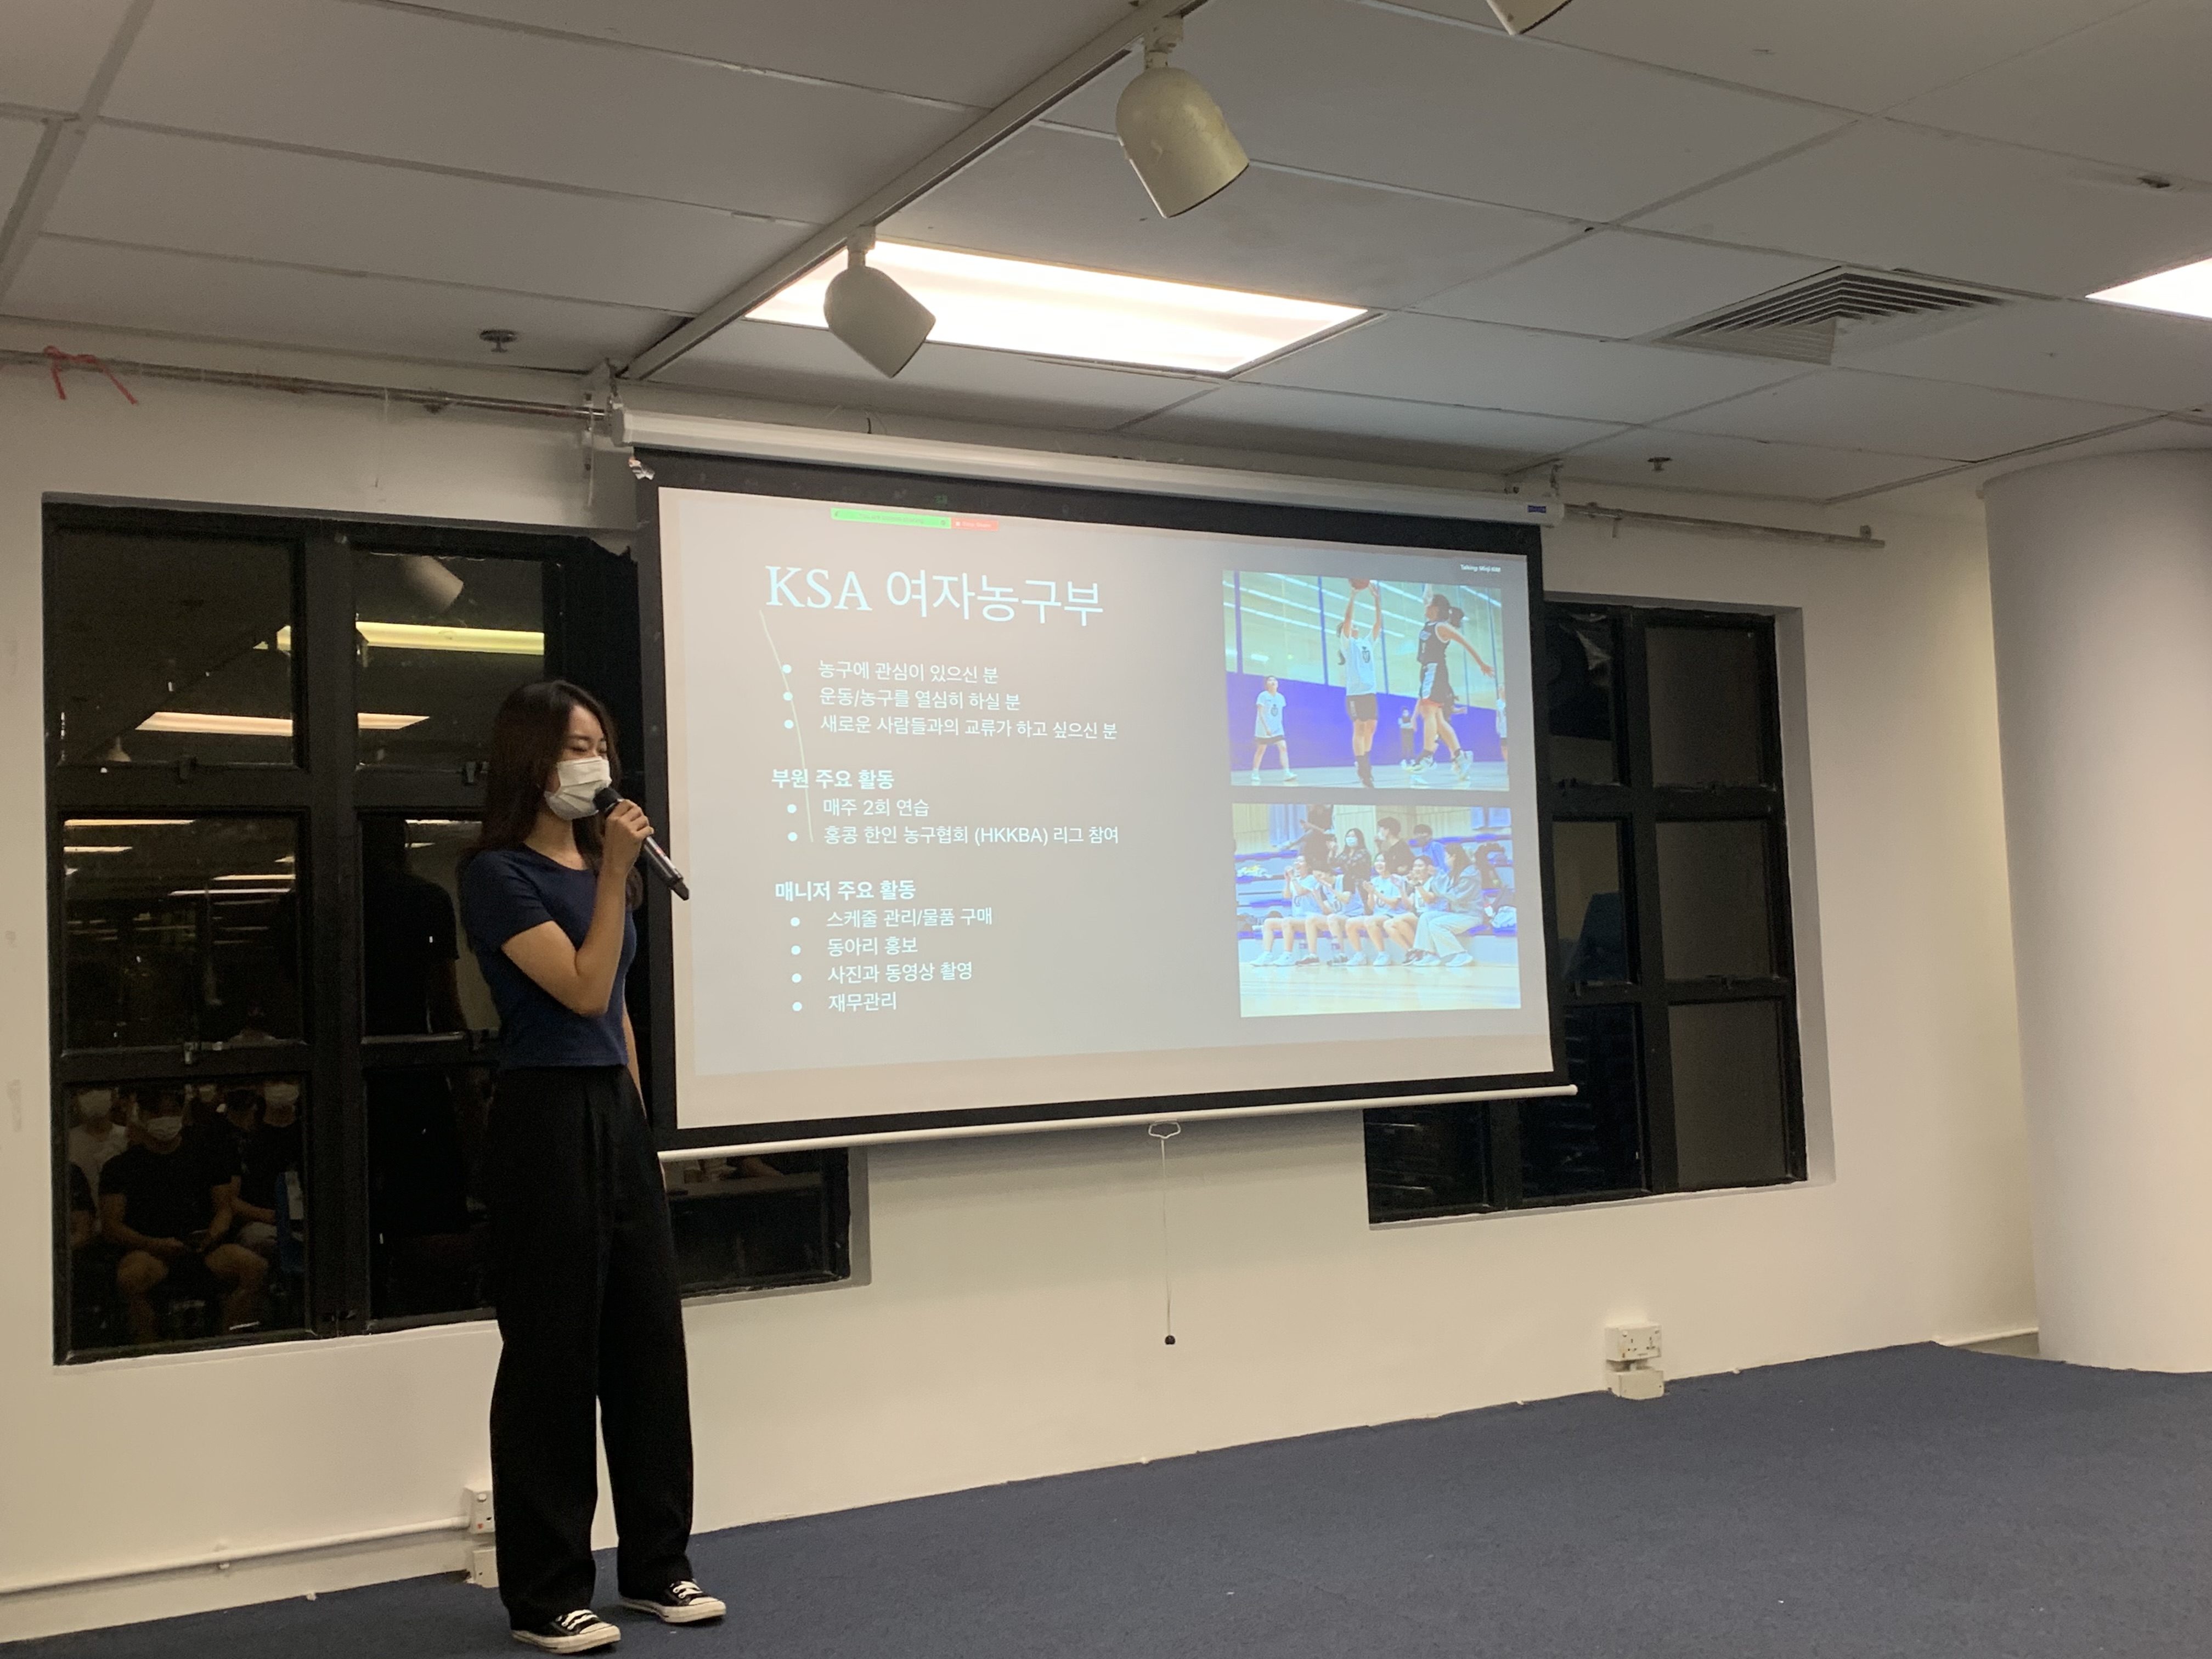 Talking: Minji KIM
KSA 여자농구부
농구에 관심이 있으신 분
운동/농구를 열심히 하실 분
새로운 사람들과의 교류가 하고 싶으신 분
부원 주요 활동
매주 2회 연습
홍콩 한인 농구협회 (HKKBA) 리그 참여
매니저 주요 활동
스케줄 관리/물품 구매
동아리 홍보
사진과 동영상 촬영
재무관리